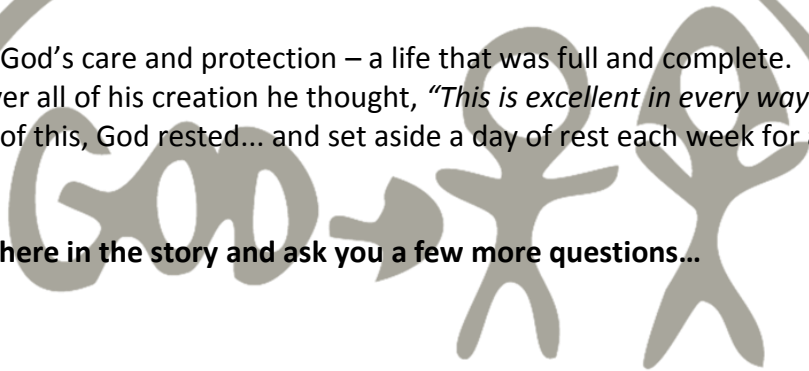 God’s care and protection – a life that was full and complete.
er all of his creation he thought, “This is excellent in every way
of this, God rested... and set aside a day of rest each week for
GOD
here in the story and ask you a few more questions…